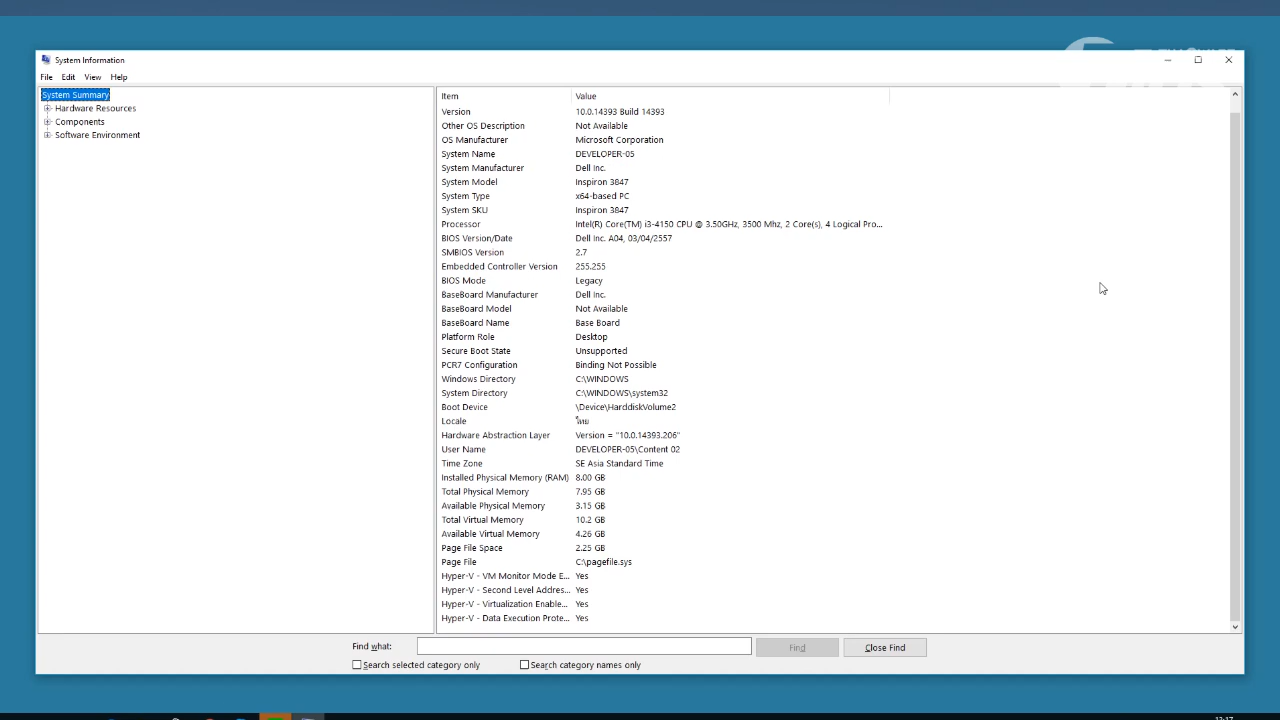 System Information
File Edit View Help
System Summary
Hardware Resources
Components
Software Environment
Item Value
Version 10.0.14393 Build 14393
Other OS Description Not Available
OS Manufacturer Microsoft Corporation
System Name DEVELOPER-05
System Manufacturer Dell Inc.
System Model Inspiron 3847
System Type x64-based PC
System SKU Inspiron 3847
Processor Intel(R) Core(TM) i3-4150 CPU @ 3.50GHz, 3500 Mhz, 2 Core(s), 4 Logical Pro...
BIOS Version/Date Dell Inc. A04, 03/04/2557
SMBIOS Version 2.7
Embedded Controller Version 255.255
BIOS Mode Legacy
BaseBoard Manufacturer Dell Inc.
BaseBoard Model Not Available
BaseBoard Name Base Board
Platform Role Desktop
Secure Boot State Unsupported
PCR7 Configuration Binding Not Possible
Windows Directory C:\WINDOWS
System Directory C:\WINDOWS\system32
Boot Device \Device\HarddiskVolume2
Locale ไทย
Hardware Abstraction Layer Version = "10.0.14393.206"
User Name DEVELOPER-05\Content 02
Time Zone SE Asia Standard Time
Installed Physical Memory (RAM) 8.00 GB
Total Physical Memory 7.95 GB
Available Physical Memory 3.15 GB
Total Virtual Memory 10.2 GB
Available Virtual Memory 4.26 GB
Page File Space 2.25 GB
Page File C:\pagefile.sys
Hyper-V - VM Monitor Mode E... Yes
Hyper-V - Second Level Addres... Yes
Hyper-V - Virtualization Enable... Yes
Hyper-V - Data Execution Prote... Yes
Find what: Find Close Find
Search selected category only Search category names only